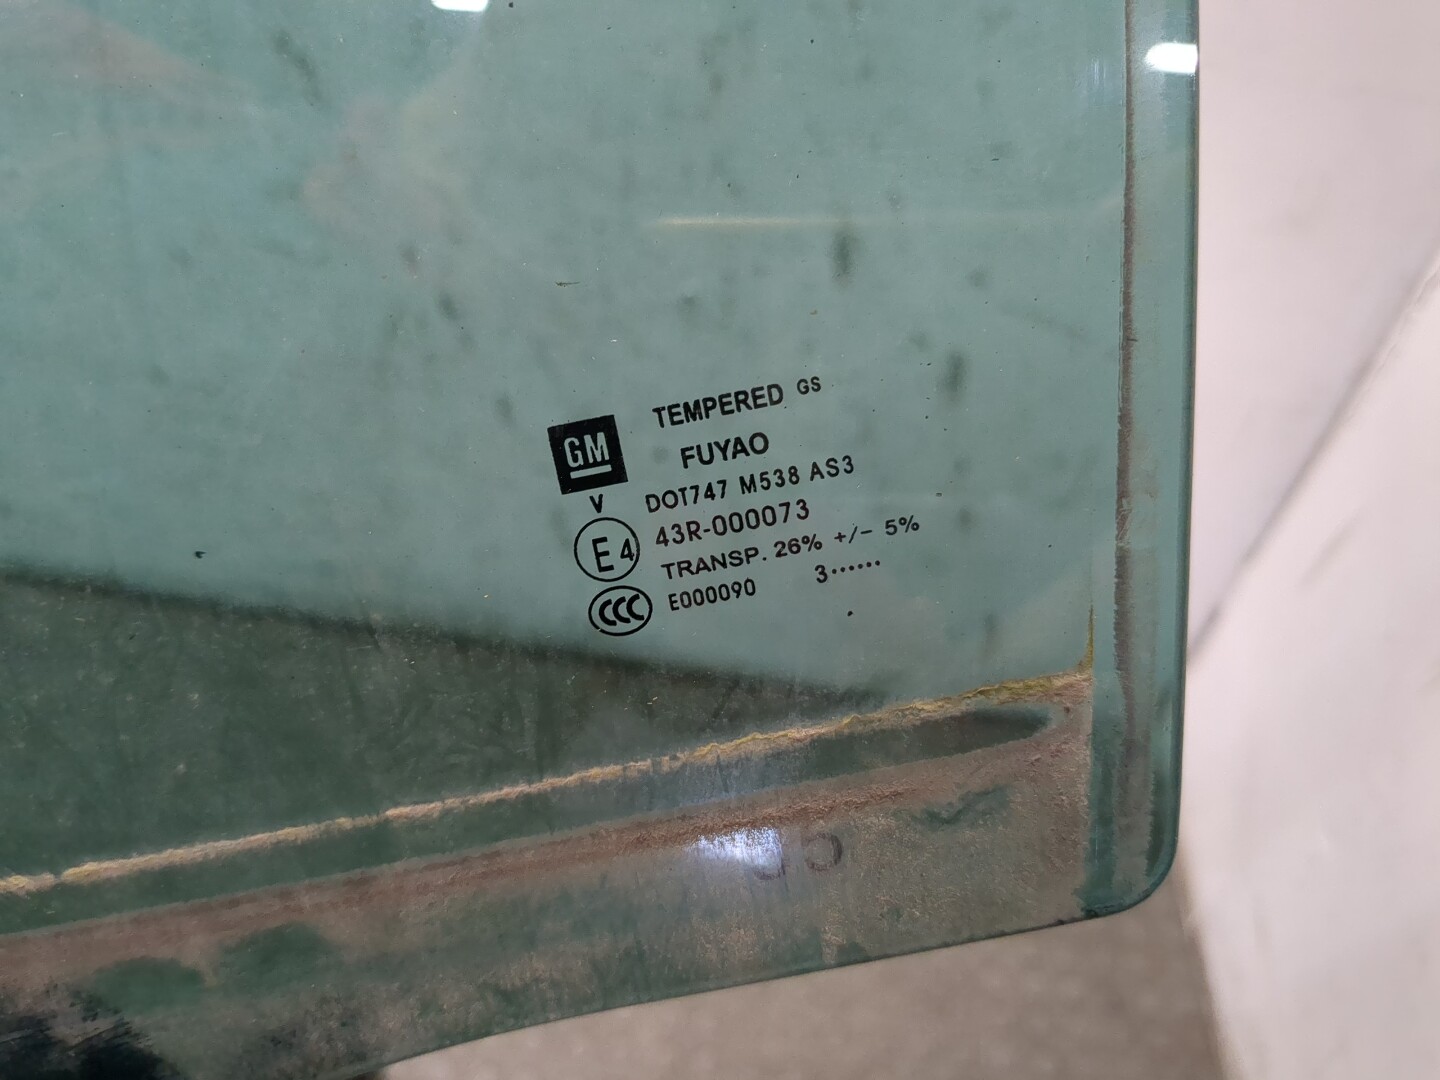 GM
TEMPERED GS
FUYAO
V
DOT747 M538 AS3
E4
43R-000073
TRANSP. 26% +/- 5%
CCC
E000090 3······